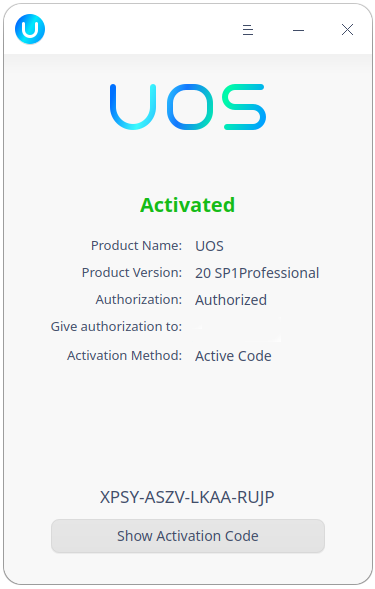 UOS
Activated
Product Name: UOS
Product Version: 20 SP1Professional
Authorization: Authorized
Give authorization to:
Activation Method: Active Code
XPSY-ASZV-LKAA-RUJP
Show Activation Code